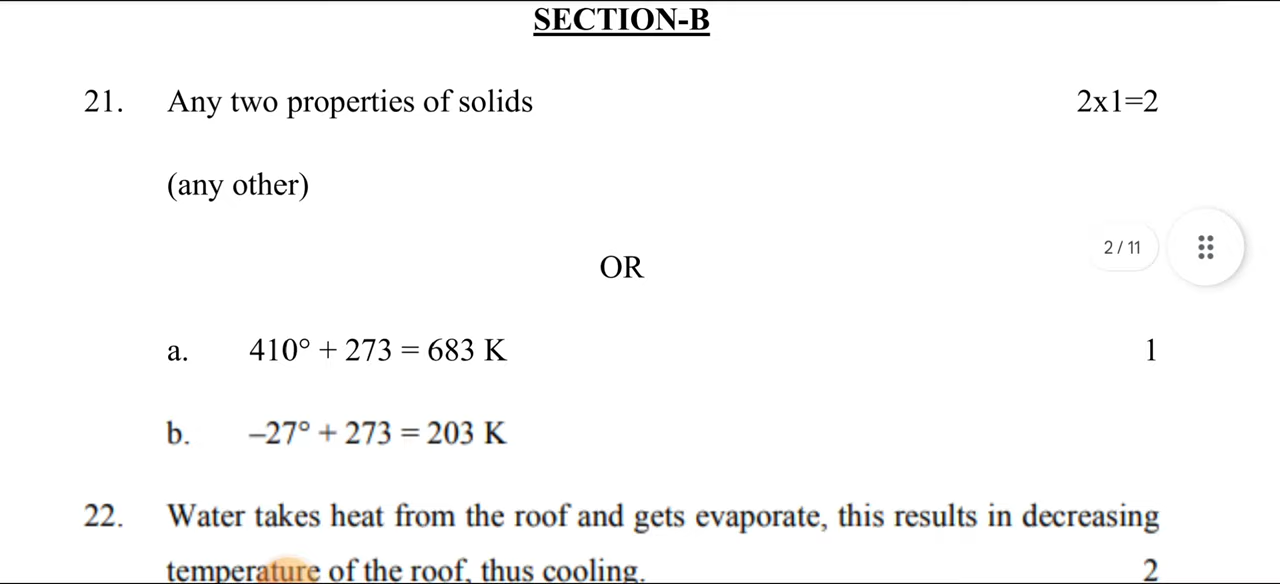 SECTION-B
21. Any two properties of solids 2x1=2
(any other)
2 / 11
OR
a. 410° + 273 = 683 K 1
b. –27° + 273 = 203 K
22. Water takes heat from the roof and gets evaporate, this results in decreasing
temperature of the roof, thus cooling. 2